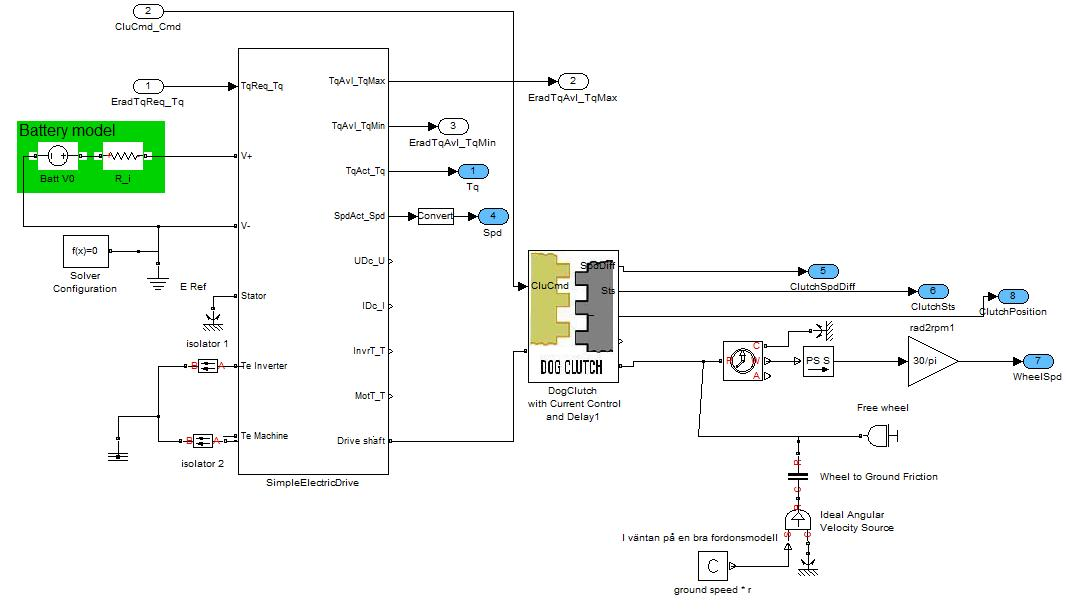 2
CluCmd_Cmd
1
EradTqReq_Tq
Battery model
Batt V0
R_i
f(x)=0
Solver
Configuration
E Ref
isolator 1
B
A
B
A
isolator 2
TqReq_Tq
V+
V-
Stator
Te Inverter
Te Machine
TqAvl_TqMax
TqAvl_TqMin
TqAct_Tq
SpdAct_Spd
UDc_U
IDc_I
InvrT_T
MotT_T
Drive shaft
SimpleElectricDrive
2
EradTqAvl_TqMax
3
EradTqAvl_TqMin
1
Tq
Convert
4
Spd
CluCmd
SpdDiff
Sts
DOG CLUTCH
DogClutch
with Current Control
and Delay1
5
ClutchSpdDiff
6
ClutchSts
8
ClutchPosition
R
C
W
A
PS S
rad2rpm1
30/pi
7
WheelSpd
Free wheel
R
C
Wheel to Ground Friction
R
S
C
Ideal Angular
Velocity Source
I väntan på en bra fordonsmodell
C
ground speed * r